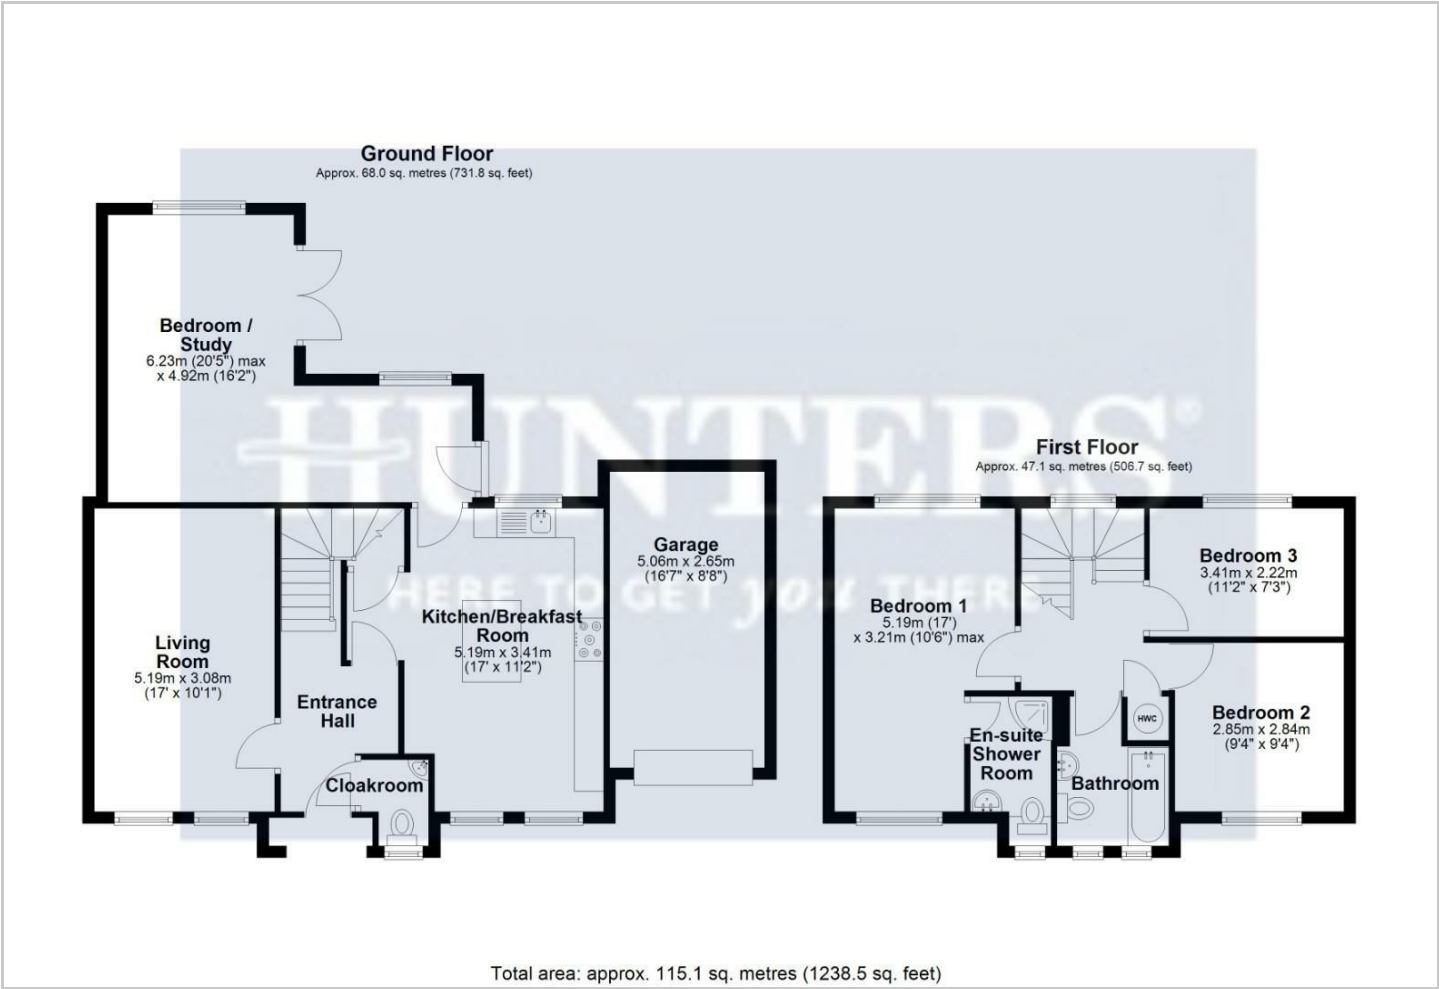 Ground Floor
Approx. 68.0 sq. metres (731.8 sq. feet)
Bedroom /
Study
6.23m (20'5") max
x 4.92m (16'2")
HUNTERS®
HERE TO GET you THERE
First Floor
Approx. 47.1 sq. metres (506.7 sq. feet)
Garage
5.06m x 2.65m
(16'7" x 8'8")
Kitchen/Breakfast
Room
5.19m x 3.41m
(17' x 11'2")
Living
Room
5.19m x 3.08m
(17' x 10'1")
Entrance
Hall
Cloakroom
Bedroom 1
5.19m (17')
x 3.21m (10'6") max
Bedroom 3
3.41m x 2.22m
(11'2" x 7'3")
Bedroom 2
2.85m x 2.84m
(9'4" x 9'4")
HWC
En-suite
Shower
Room
Bathroom
Total area: approx. 115.1 sq. metres (1238.5 sq. feet)